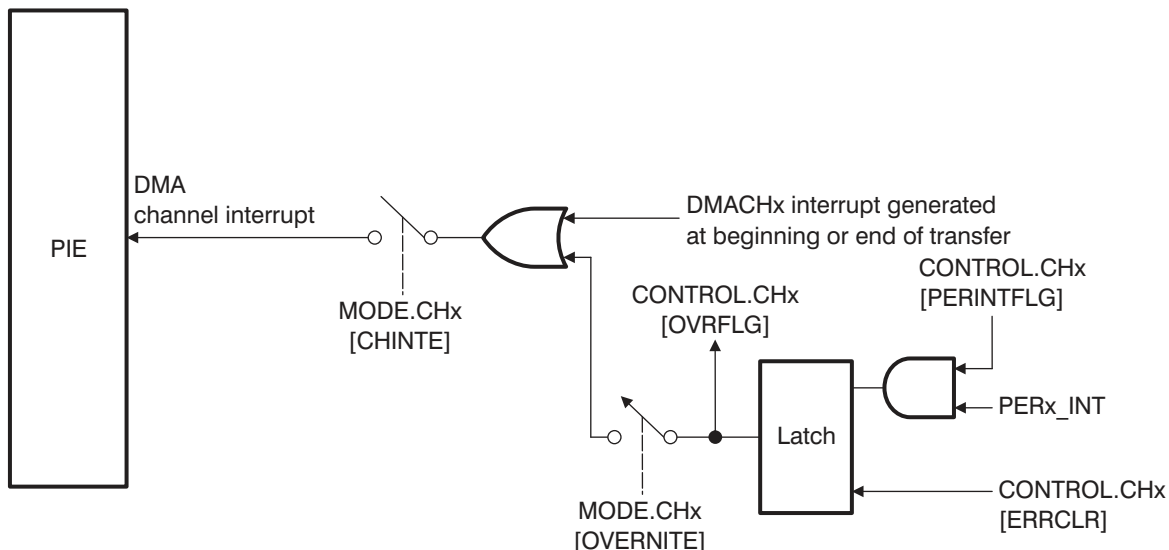 PIE
DMA
channel interrupt
MODE.CHx
[CHINTE]
DMACHx interrupt generated
at beginning or end of transfer
CONTROL.CHx
[OVRFLG]
CONTROL.CHx
[PERINTFLG]
PERx_INT
Latch
MODE.CHx
[OVERNITE]
CONTROL.CHx
[ERRCLR]